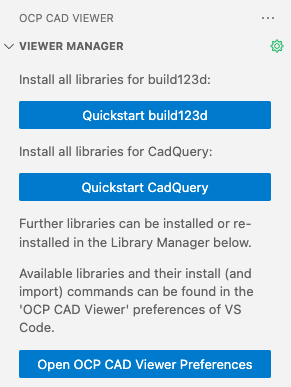 OCP CAD VIEWER
VIEWER MANAGER
Install all libraries for build123d:
Quickstart build123d
Install all libraries for CadQuery:
Quickstart CadQuery
Further libraries can be installed or re-
installed in the Library Manager below.
Available libraries and their install (and
import) commands can be found in the
'OCP CAD Viewer' preferences of VS
Code.
Open OCP CAD Viewer Preferences